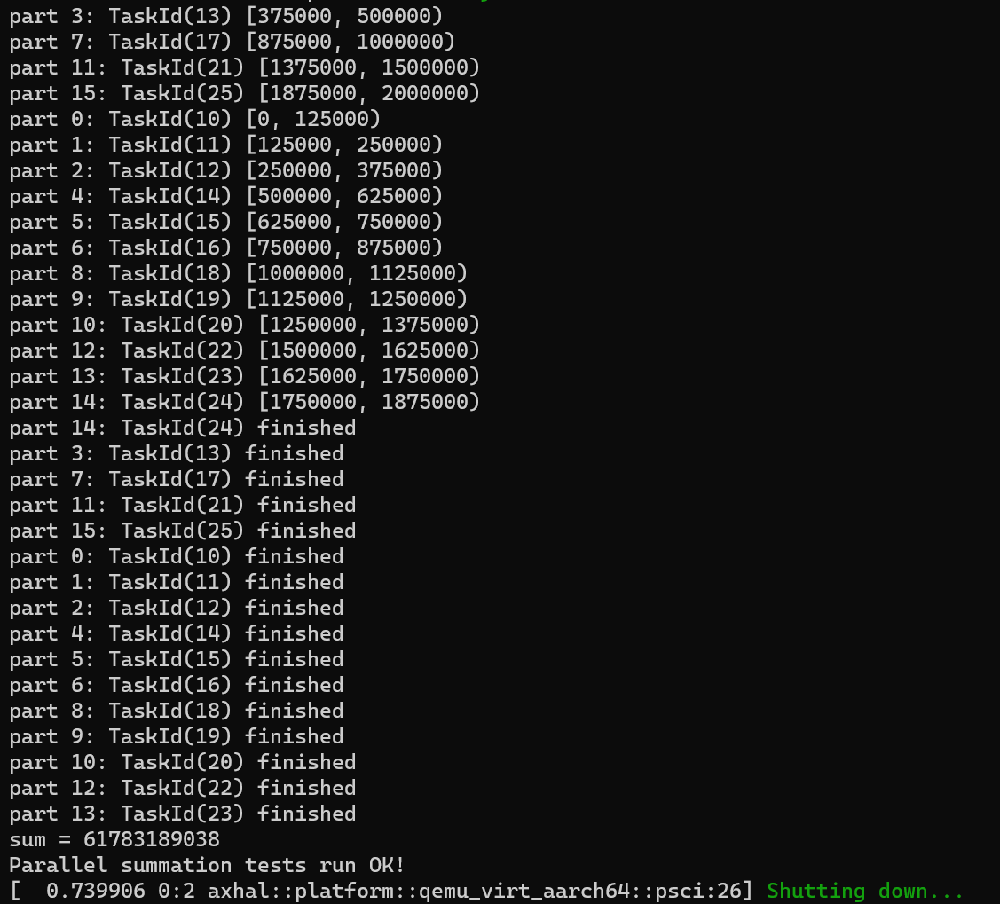 part 3: TaskId(13) [375000, 500000)
part 7: TaskId(17) [875000, 1000000)
part 11: TaskId(21) [1375000, 1500000)
part 15: TaskId(25) [1875000, 2000000)
part 0: TaskId(10) [0, 125000)
part 1: TaskId(11) [125000, 250000)
part 2: TaskId(12) [250000, 375000)
part 4: TaskId(14) [500000, 625000)
part 5: TaskId(15) [625000, 750000)
part 6: TaskId(16) [750000, 875000)
part 8: TaskId(18) [1000000, 1125000)
part 9: TaskId(19) [1125000, 1250000)
part 10: TaskId(20) [1250000, 1375000)
part 12: TaskId(22) [1500000, 1625000)
part 13: TaskId(23) [1625000, 1750000)
part 14: TaskId(24) [1750000, 1875000)
part 14: TaskId(24) finished
part 3: TaskId(13) finished
part 7: TaskId(17) finished
part 11: TaskId(21) finished
part 15: TaskId(25) finished
part 0: TaskId(10) finished
part 1: TaskId(11) finished
part 2: TaskId(12) finished
part 4: TaskId(14) finished
part 5: TaskId(15) finished
part 6: TaskId(16) finished
part 8: TaskId(18) finished
part 9: TaskId(19) finished
part 10: TaskId(20) finished
part 12: TaskId(22) finished
part 13: TaskId(23) finished
sum = 61783189038
Parallel summation tests run OK!
[  0.739906 0:2 axhal::platform::qemu_virt_aarch64::psci:26] Shutting down...